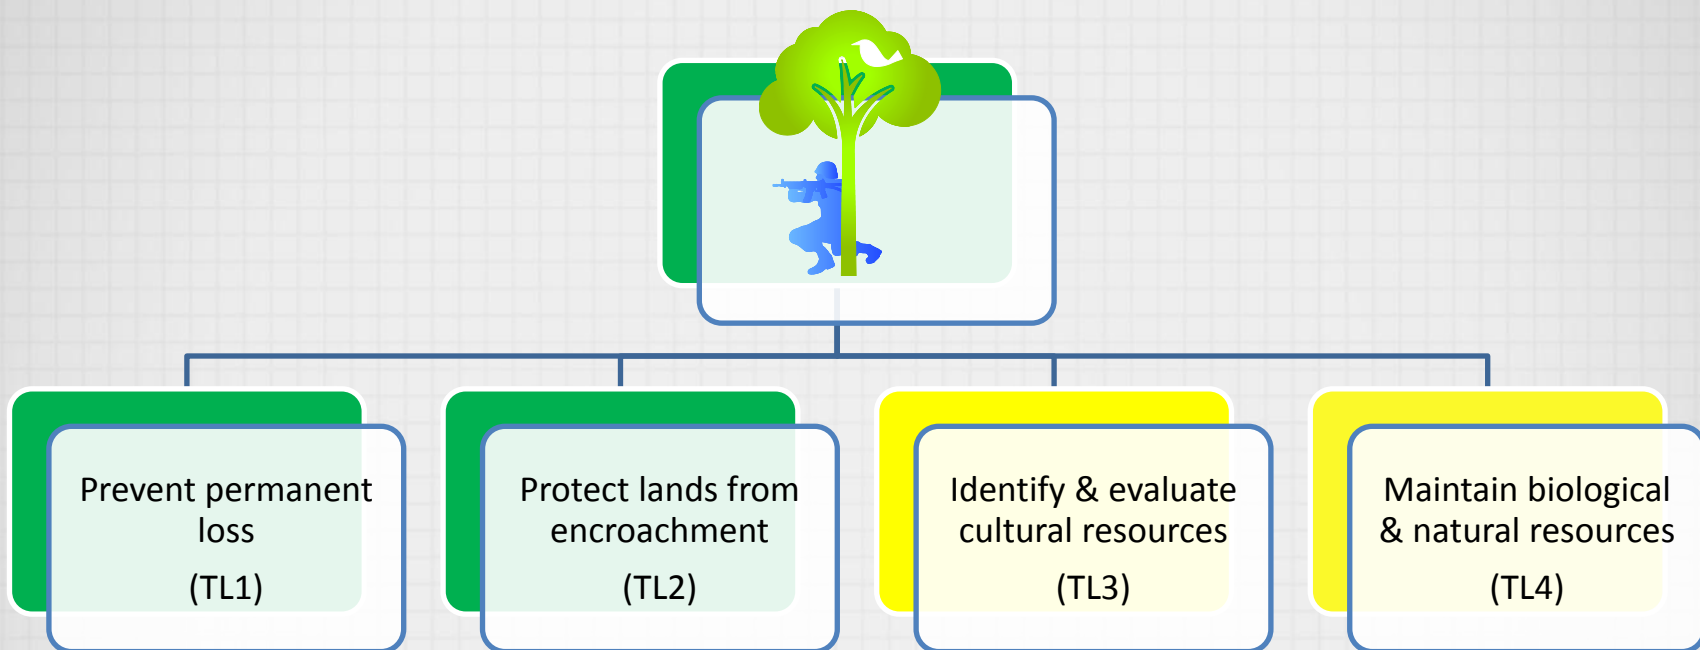 Prevent permanent
loss
(TL1)
Protect lands from
encroachment
(TL2)
Identify & evaluate
cultural resources
(TL3)
Maintain biological
& natural resources
(TL4)